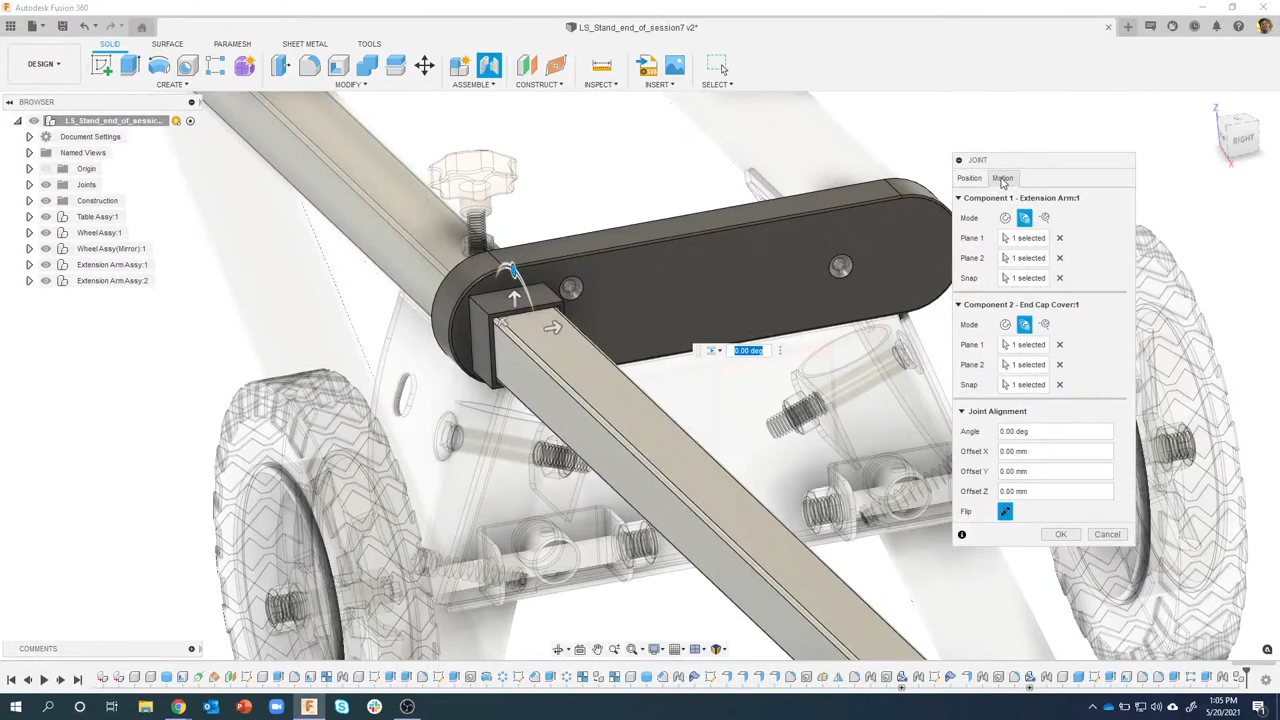 Autodesk Fusion 360
LS_Stand_end_of_session7 v2*
DESIGN
SOLID
SURFACE
PARAMESH
SHEET METAL
TOOLS
CREATE
MODIFY
ASSEMBLE
CONSTRUCT
INSPECT
INSERT
SELECT
BROWSER
LS_Stand_end_of_sessic...
Document Settings
Named Views
Origin
Joints
Construction
Table Assy:1
Wheel Assy:1
Wheel Assy(Mirror):1
Extension Arm Assy:1
Extension Arm Assy:2
Z
RIGHT
X
0.00 deg
JOINT
Position
Motion
Component 1 - Extension Arm:1
Mode
Plane 1
1 selected
Plane 2
1 selected
Snap
1 selected
Component 2 - End Cap Cover:1
Mode
Plane 1
1 selected
Plane 2
1 selected
Snap
1 selected
Joint Alignment
Angle
0.00 deg
Offset X
0.00 mm
Offset Y
0.00 mm
Offset Z
0.00 mm
Flip
OK
Cancel
COMMENTS
1:05 PM
5/20/2021